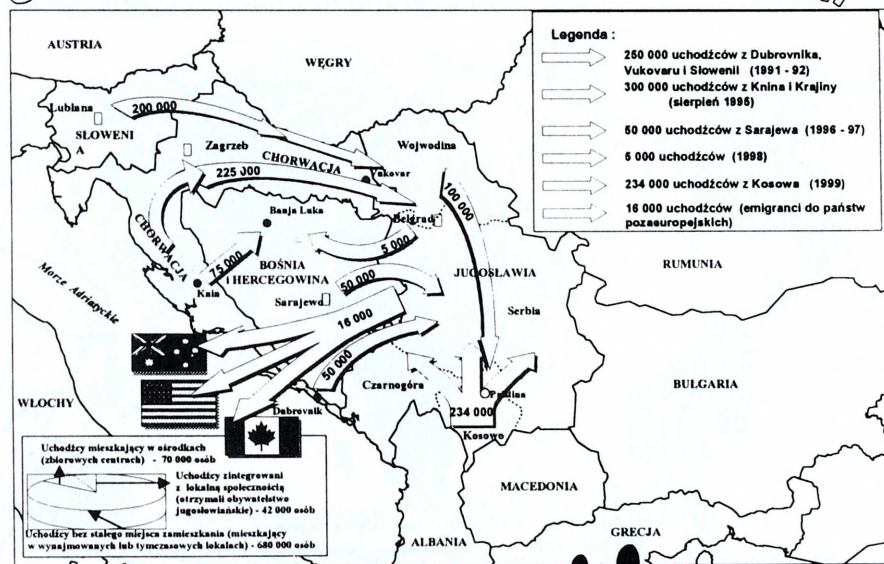 AUSTRIA
WĘGRY
Legenda :
250 000 uchodźców z Dubrovnika,
Vukovaru i Słowenii (1991 - 92)
300 000 uchodźców z Knina i Krajiny
(sierpień 1995)
50 000 uchodźców z Sarajewa (1996 - 97)
5 000 uchodźców (1998)
234 000 uchodźców z Kosowa (1999)
16 000 uchodźców (emigranci do państw
pozaeuropejskich)
Lublana
200 000
SŁOWENI
A
Zagrzeb
CHORWACJA
Wojwodina
225 000
Vukovar
100 000
Banja Luka
Belgrad
CHORWACJA
5 000
75 000
BOŚNIA
i HERCEGOWINA
50 000
JUGOSŁAWIA
RUMUNIA
Morze Adriatyckie
Knin
Sarajewo
Serbia
16 000
50 000
Czarnogóra
BUŁGARIA
WŁOCHY
Dubrovnik
Prisztina
234 000
Kosowo
Uchodźcy mieszkający w ośrodkach
(zbiorowych centrach) - 70 000 osób
Uchodźcy zintegrowani
z lokalną społecznością
(otrzymali obywatelstwo
jugosłowiańskie) - 42 000 osób
Uchodźcy bez stałego miejsca zamieszkania (mieszkający
w wynajmowanych lub tymczasowych lokalach) - 680 000 osób
MACEDONIA
ALBANIA
GRECJA